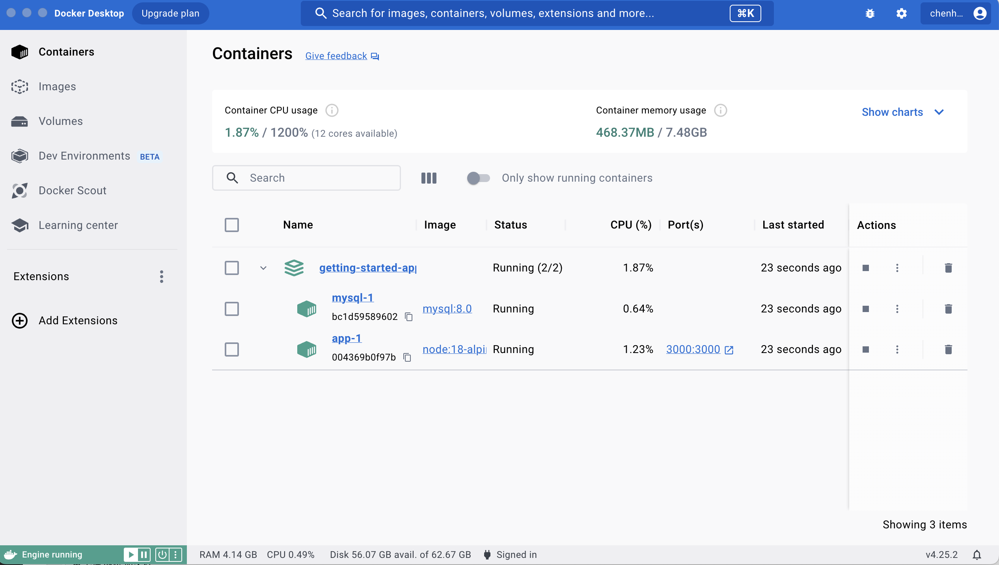 Docker Desktop Upgrade plan Search for images, containers, volumes, extensions and more... ⌘K chenh...
Containers
Images
Volumes
Dev Environments BETA
Docker Scout
Learning center
Extensions
Add Extensions
Containers Give feedback
Container CPU usage
1.87% / 1200% (12 cores available)
Container memory usage
468.37MB / 7.48GB
Show charts
Search
Only show running containers
Name Image Status CPU (%) Port(s) Last started Actions
getting-started-app Running (2/2) 1.87% 23 seconds ago
mysql-1
bc1d59589602 mysql:8.0 Running 0.64% 23 seconds ago
app-1
004369b0f97b node:18-alpi Running 1.23% 3000:3000 23 seconds ago
Showing 3 items
Engine running RAM 4.14 GB CPU 0.49% Disk 56.07 GB avail. of 62.67 GB Signed in v4.25.2